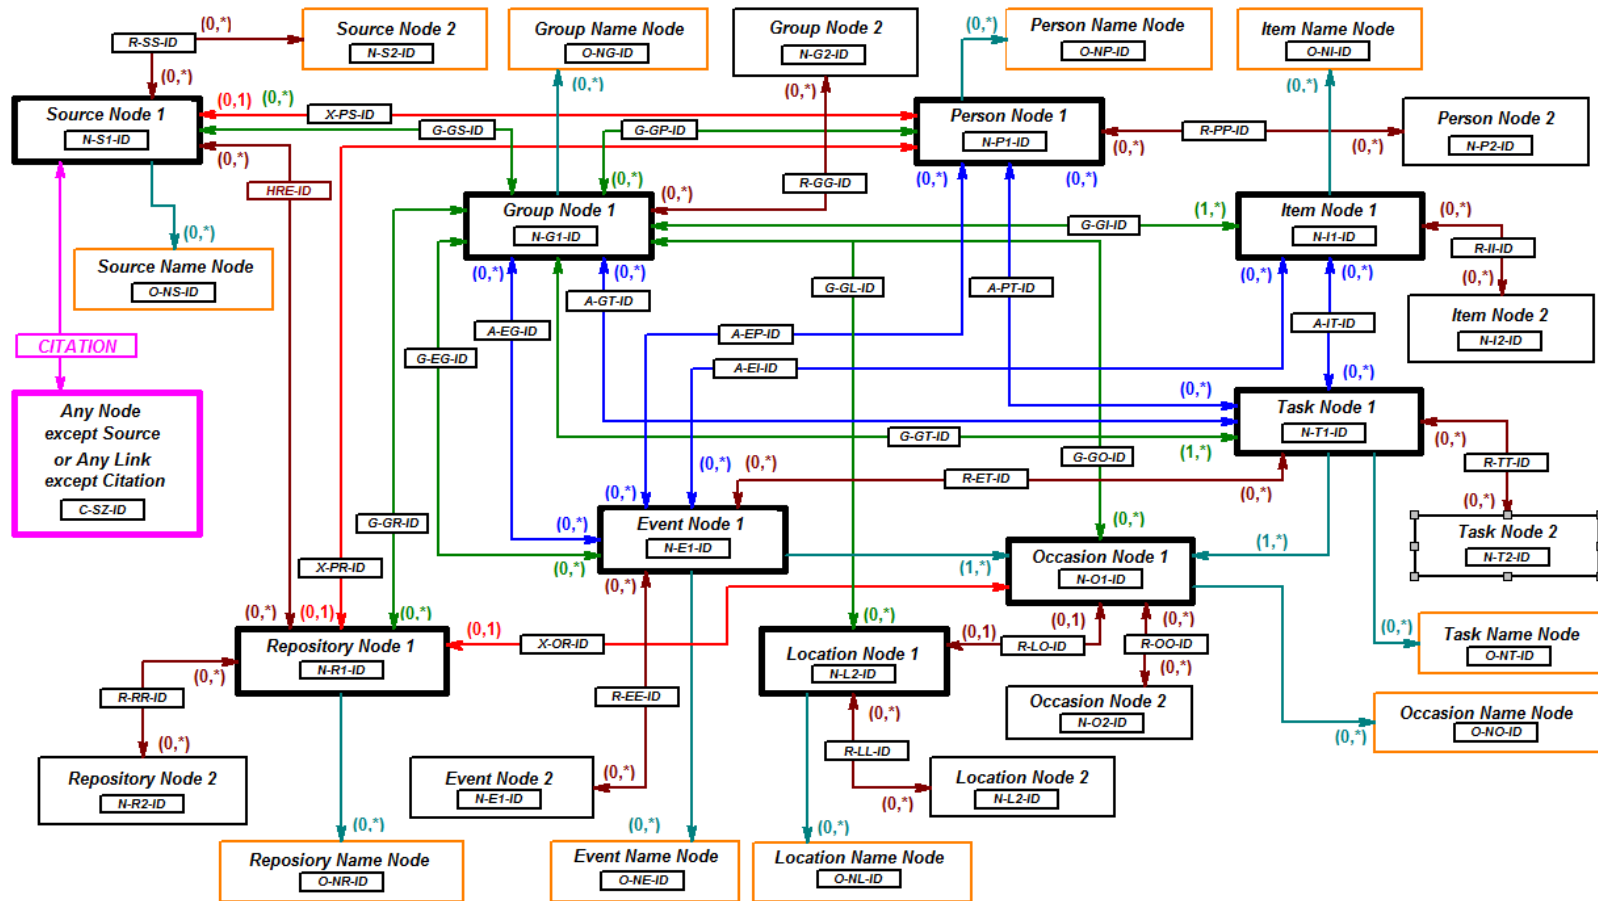 Source Node 2
N-S2-ID
Group Name Node
O-NG-ID
Group Node 2
N-G2-ID
Person Name Node
O-NP-ID
Item Name Node
O-NI-ID
(0,*)
R-SS-ID
(0,*)
(0,*)
(0,*)
(0,*)
(0,*)
Source Node 1
N-S1-ID
(0,1)
(0,*)
(0,*)
X-PS-ID
G-GS-ID
G-GP-ID
Person Node 1
N-P1-ID
R-PP-ID
(0,*)
(0,*)
Person Node 2
N-P2-ID
HRE-ID
(0,*)
(0,*)
(0,*)
R-GG-ID
(0,*)
(0,*)
Group Node 1
N-G1-ID
(0,*)
G-GI-ID
(1,*)
Item Node 1
N-I1-ID
(0,*)
R-II-ID
(0,*)
(0,*)
Source Name Node
O-NS-ID
(0,*)
(0,*)
A-GT-ID
G-GL-ID
A-PT-ID
(0,*)
(0,*)
Item Node 2
N-I2-ID
CITATION
G-EG-ID
A-EG-ID
A-EP-ID
A-EI-ID
A-IT-ID
(0,*)
(0,*)
Any Node
except Source
or Any Link
except Citation
C-SZ-ID
Task Node 1
N-T1-ID
G-GT-ID
G-GO-ID
(1,*)
(0,*)
R-TT-ID
(0,*)
(0,*)
(0,*)
R-ET-ID
(0,*)
(0,*)
G-GR-ID
(0,*)
(0,*)
Event Node 1
N-E1-ID
(0,*)
(1,*)
(0,*)
Occasion Node 1
N-O1-ID
(1,*)
Task Node 2
N-T2-ID
X-PR-ID
(0,*)
(0,*)
(0,1)
(0,*)
Repository Node 1
N-R1-ID
(0,1)
X-OR-ID
(0,*)
Location Node 1
N-L2-ID
(0,1)
R-LO-ID
(0,1)
(0,*)
R-OO-ID
(0,*)
(0,*)
Task Name Node
O-NT-ID
(0,*)
R-RR-ID
(0,*)
R-EE-ID
(0,*)
R-LL-ID
(0,*)
Occasion Node 2
N-O2-ID
Occasion Name Node
O-NO-ID
(0,*)
Repository Node 2
N-R2-ID
Event Node 2
N-E1-ID
(0,*)
Location Node 2
N-L2-ID
(0,*)
(0,*)
(0,*)
(0,*)
Reposiory Name Node
O-NR-ID
Event Name Node
O-NE-ID
Location Name Node
O-NL-ID